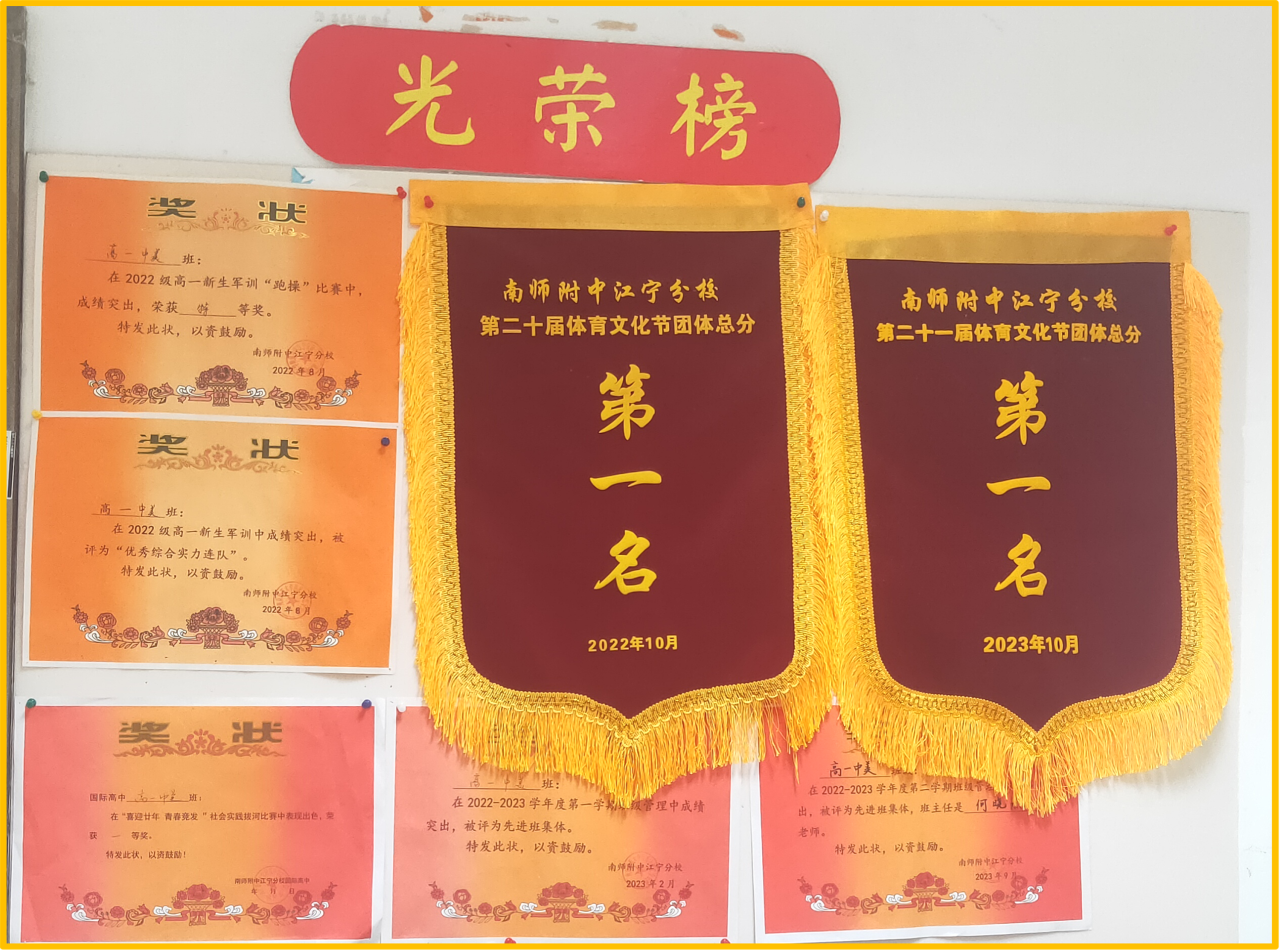 光荣榜
奖状
高一中美班：
在2022级高一新生军训“跑操”比赛中，
成绩突出，荣获 等奖。
特发此状，以资鼓励。
南师附中江宁分校
2022年8月
奖状
高一中美班：
在2022级高一新生军训中成绩突出，被
评为“优秀综合实力连队”。
特发此状，以资鼓励。
南师附中江宁分校
2022年8月
南师附中江宁分校
第二十届体育文化节团体总分
第
一
名
2022年10月
南师附中江宁分校
第二十一届体育文化节团体总分
第
一
名
2023年10月
奖状
国际高中高一中美班：
在“喜迎廿年 青春竞发”社会实践拔河比赛中表现出色，荣
获 一 等奖。
特发此状，以资鼓励！
南师附中江宁分校国际高中
年 月 日
高一中美班：
在2022-2023学年度第一学期班级管理中成绩
突出，被评为先进班集体。
特发此状，以资鼓励。
南师附中江宁分校
2023年2月
高一中美班
在2022-2023学年度第二学期班级管
出，被评为先进班集体，班主任是 何晓
老师。
特发此状，以资鼓励。
南师附中江宁分校
2023年9月